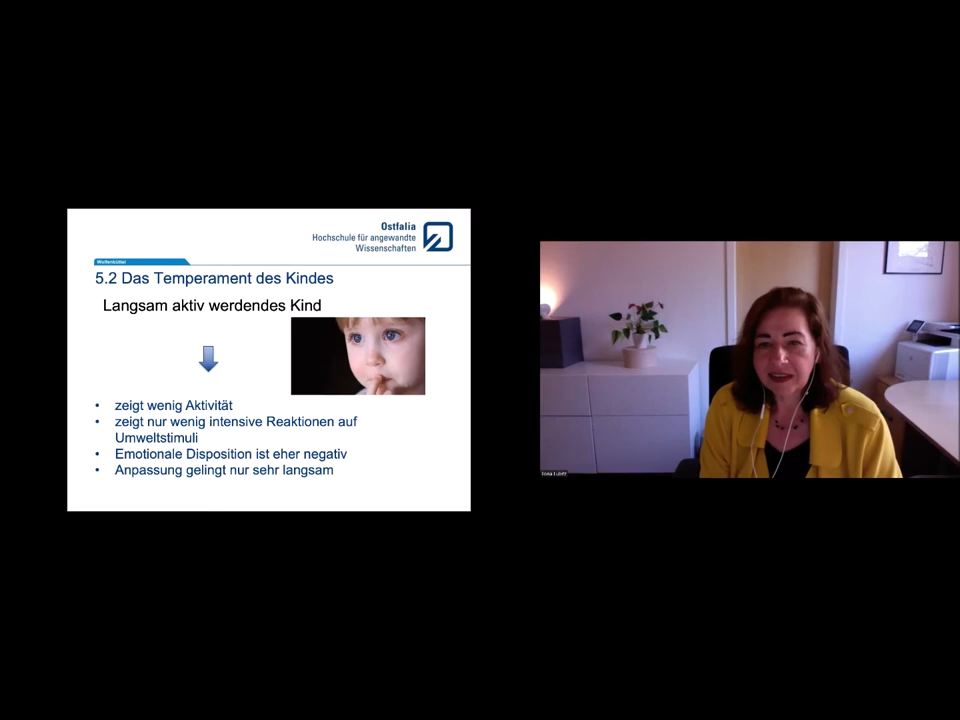 Ostfalia
Hochschule für angewandte
Wissenschaften
Wolfenbüttel
5.2 Das Temperament des Kindes
Langsam aktiv werdendes Kind
• zeigt wenig Aktivität
• zeigt nur wenig intensive Reaktionen auf
Umweltstimuli
• Emotionale Disposition ist eher negativ
• Anpassung gelingt nur sehr langsam